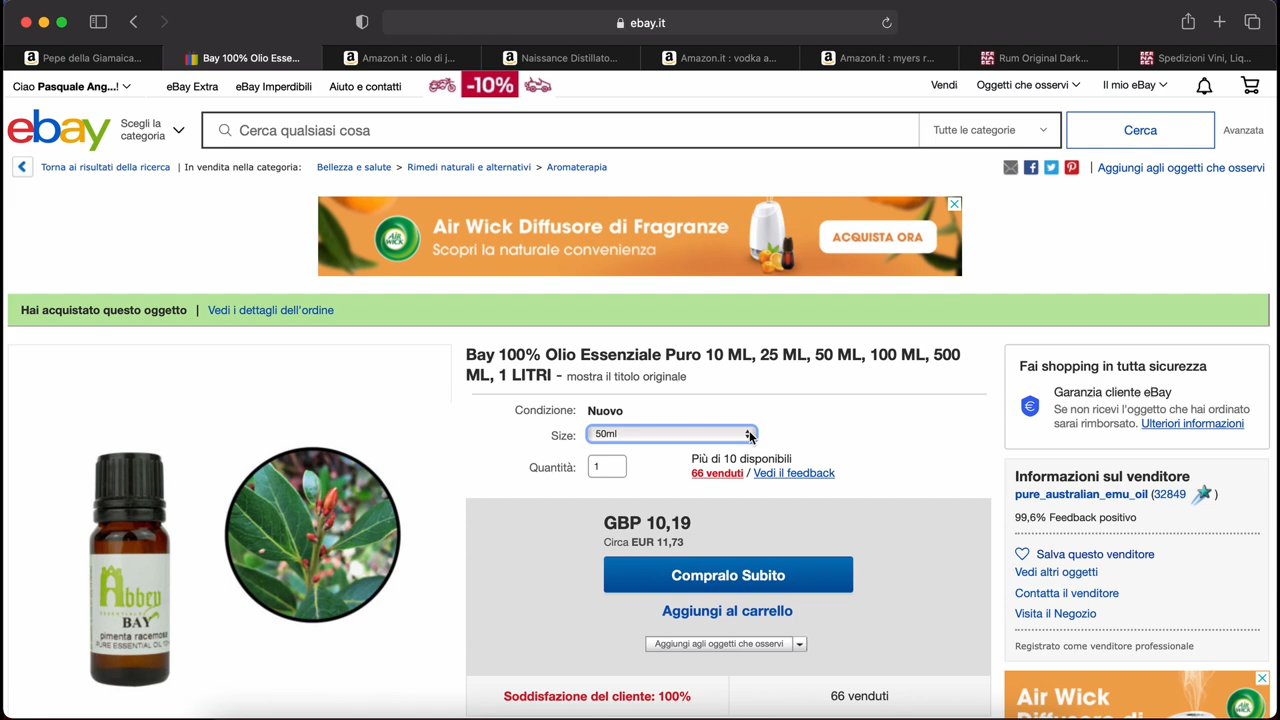 ebay.it
Pepe della Giamaica...
Bay 100% Olio Esse...
Amazon.it : olio di j...
Naissance Distillato...
Amazon.it : vodka a...
Amazon.it : myers r...
Rum Original Dark...
Spedizioni Vini, Liq...
Ciao Pasquale Ang...!
eBay Extra
eBay Imperdibili
Aiuto e contatti
-10%
Vendi
Oggetti che osservi
Il mio eBay
ebay
Scegli la
categoria
Cerca qualsiasi cosa
Tutte le categorie
Cerca
Avanzata
Torna ai risultati della ricerca | In vendita nella categoria: Bellezza e salute > Rimedi naturali e alternativi > Aromaterapia
| Aggiungi agli oggetti che osservi
AIR WICK
Air Wick Diffusore di Fragranze
Scopri la naturale convenienza
ACQUISTA ORA
Hai acquistato questo oggetto | Vedi i dettagli dell'ordine
Bay 100% Olio Essenziale Puro 10 ML, 25 ML, 50 ML, 100 ML, 500
ML, 1 LITRI - mostra il titolo originale
Condizione: Nuovo
Size: 50ml
Quantità: 1
Più di 10 disponibili
66 venduti / Vedi il feedback
GBP 10,19
Circa EUR 11,73
Compralo Subito
Aggiungi al carrello
Aggiungi agli oggetti che osservi
Soddisfazione del cliente: 100%
66 venduti
Abbey
ESSENTIALS
BAY
pimenta racemosa
PURE ESSENTIAL OIL
Fai shopping in tutta sicurezza
Garanzia cliente eBay
Se non ricevi l'oggetto che hai ordinato
sarai rimborsato. Ulteriori informazioni
Informazioni sul venditore
pure_australian_emu_oil (32849 )
99,6% Feedback positivo
Salva questo venditore
Vedi altri oggetti
Contatta il venditore
Visita il Negozio
Registrato come venditore professionale
Air Wick